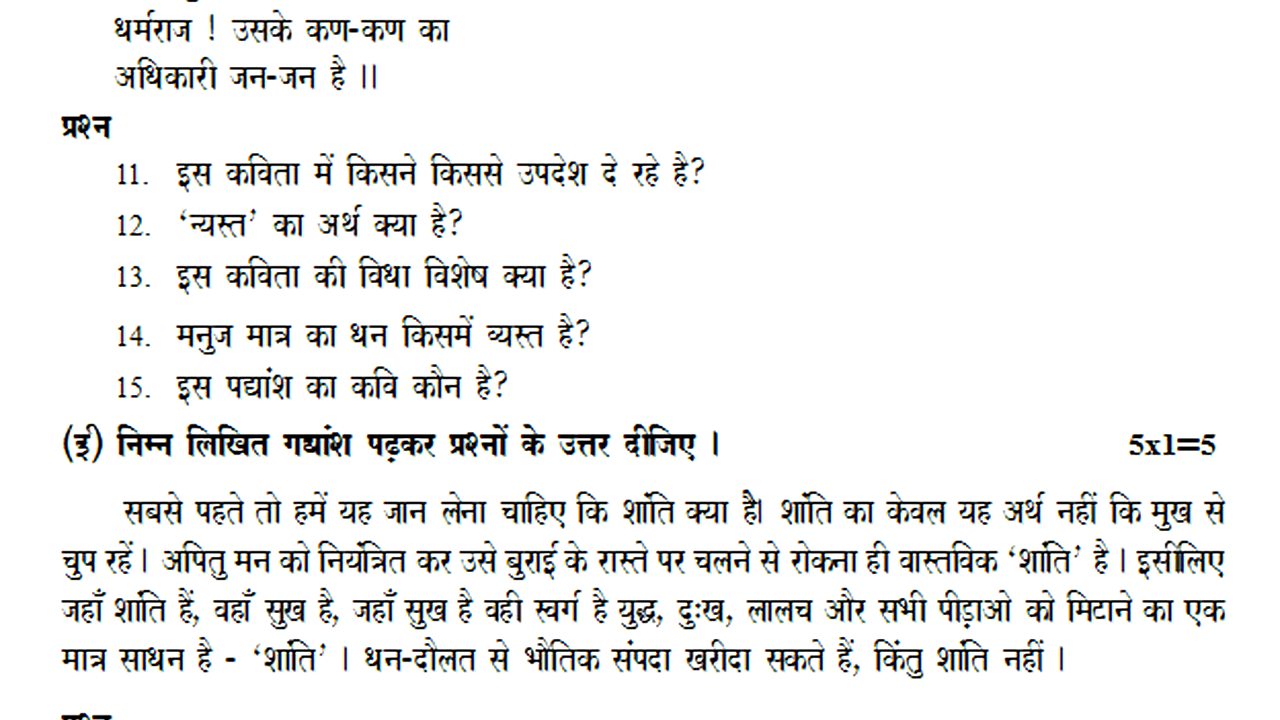 धर्मराज ! उसके कण-कण का
अधिकारी जन-जन है ।।
प्रश्न
11. इस कविता में किसने किससे उपदेश दे रहे है?
12. ‘न्यस्त’ का अर्थ क्या है?
13. इस कविता की विधा विशेष क्या है?
14. मनुज मात्र का धन किसमें व्यस्त है?
15. इस पद्यांश का कवि कौन है?
(ई) निम्न लिखित गद्यांश पढ़कर प्रश्नों के उत्तर दीजिए । 5x1=5
सबसे पहते तो हमें यह जान लेना चाहिए कि शांति क्या है। शांति का केवल यह अर्थ नहीं कि मुख से
चुप रहें। अपितु मन को नियंत्रित कर उसे बुराई के रास्ते पर चलने से रोकना ही वास्तविक ‘शांति’ है । इसीलिए
जहाँ शांति हैं, वहाँ सुख है, जहाँ सुख है वही स्वर्ग है युद्ध, दुःख, लालच और सभी पीड़ाओ को मिटाने का एक
मात्र साधन है - ‘शांति’ । धन-दौलत से भौतिक संपदा खरीदा सकते हैं, किंतु शांति नहीं ।
प्रश्न